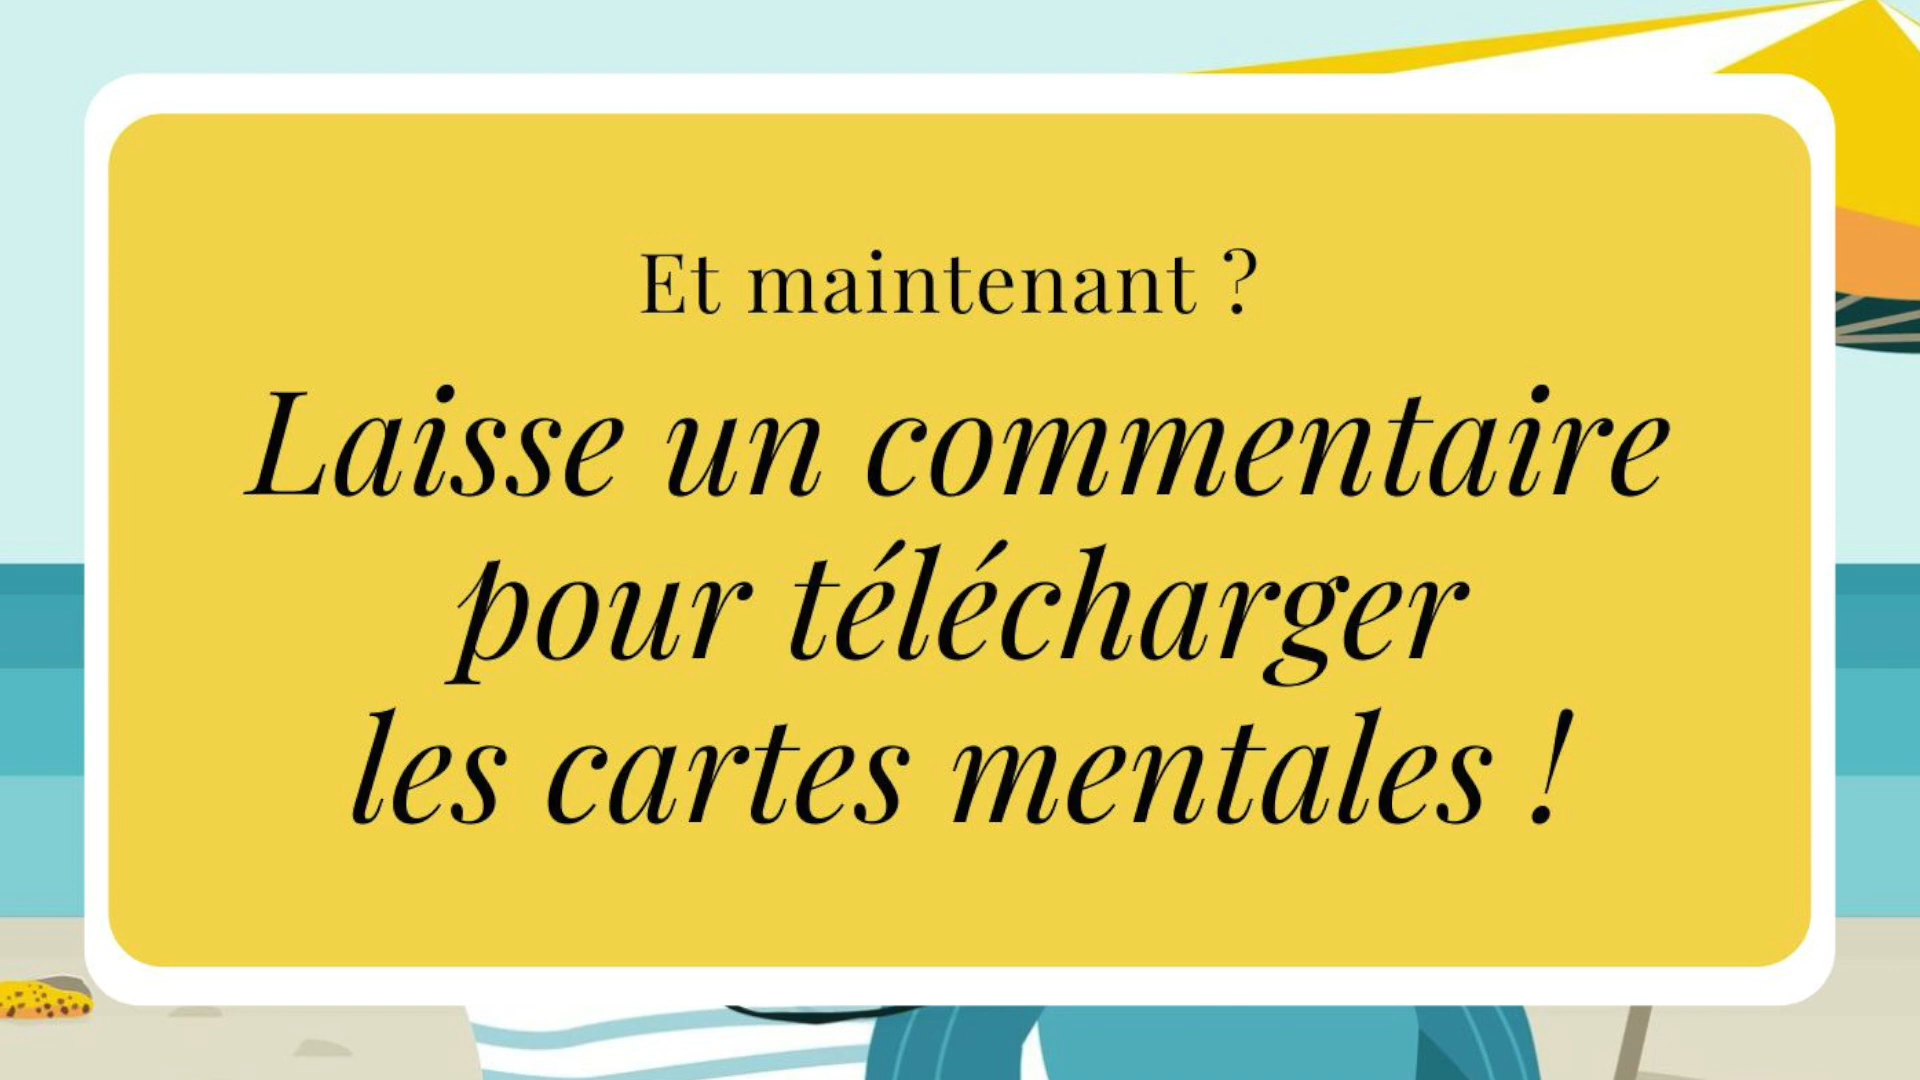 Et maintenant ?
Laisse un commentaire
pour télécharger
les cartes mentales !